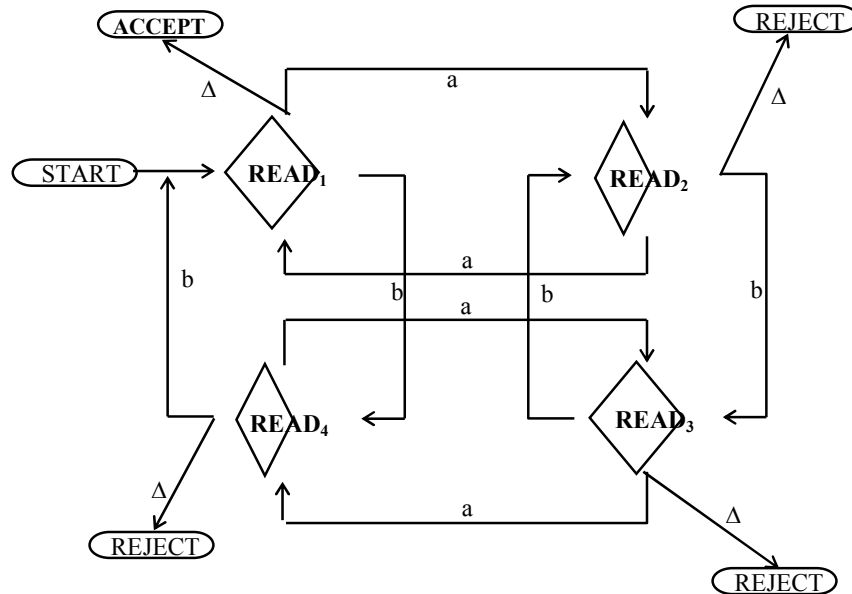 ACCEPT
REJECT
a
Δ
Δ
START
READ₁
READ₂
a
b
b
b
b
a
READ₄
READ₃
Δ
a
Δ
REJECT
REJECT